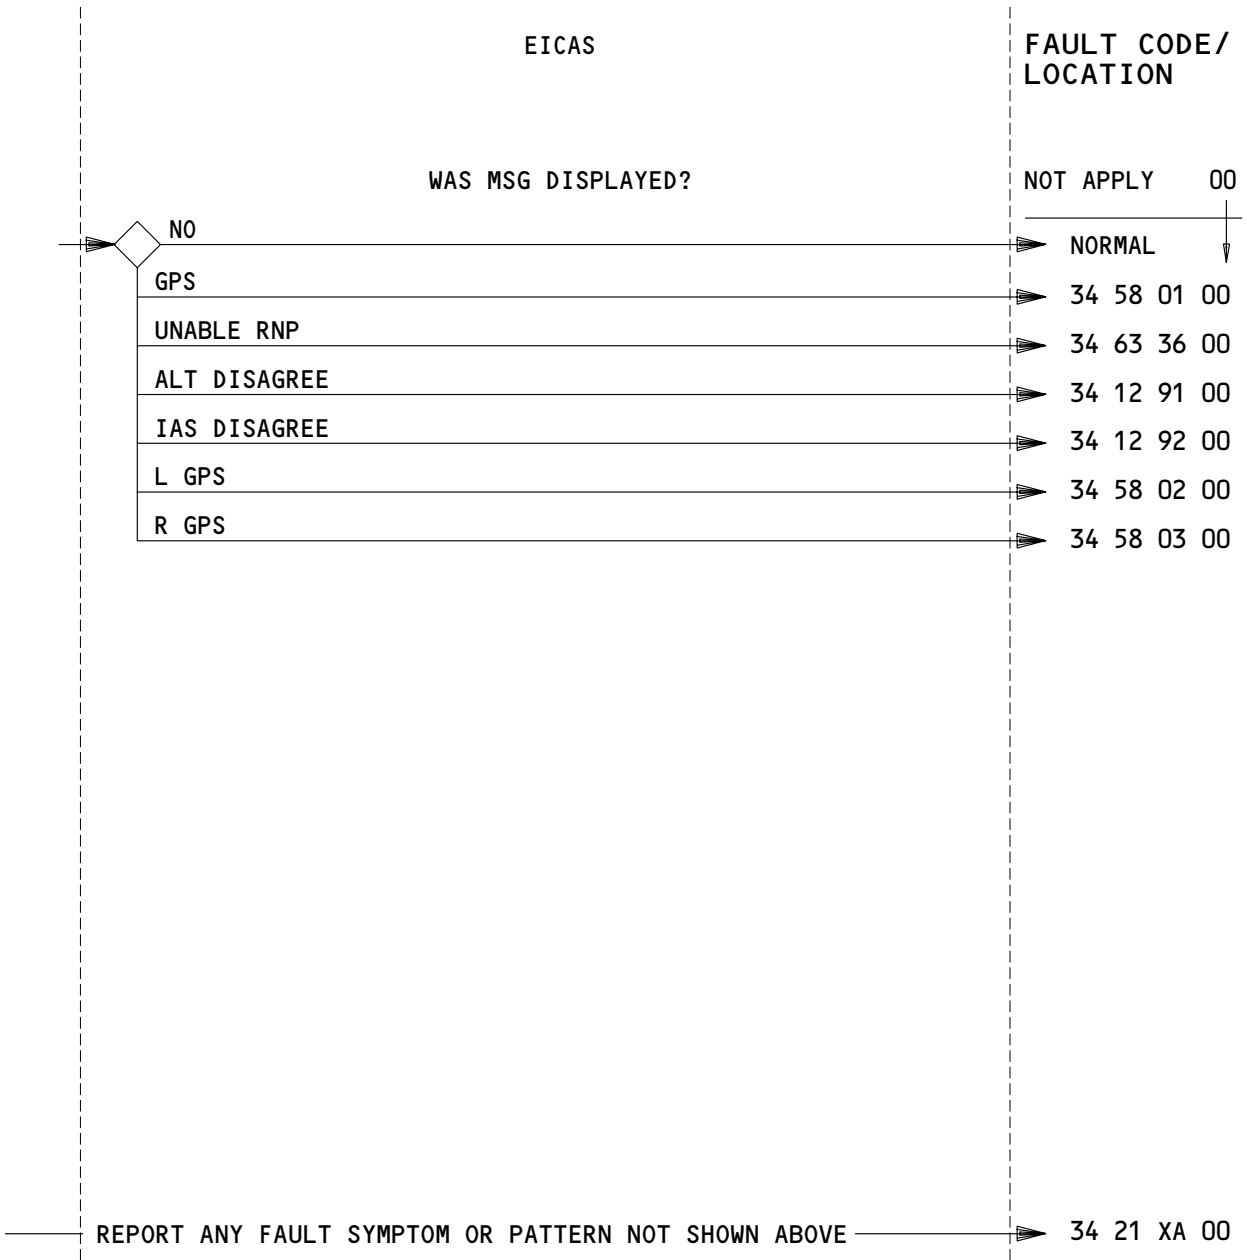 EICAS
FAULT CODE/
LOCATION
WAS MSG DISPLAYED?
NOT APPLY 00
NO
NORMAL
GPS 34 58 01 00
UNABLE RNP 34 63 36 00
ALT DISAGREE 34 12 91 00
IAS DISAGREE 34 12 92 00
L GPS 34 58 02 00
R GPS 34 58 03 00
REPORT ANY FAULT SYMPTOM OR PATTERN NOT SHOWN ABOVE 34 21 XA 00